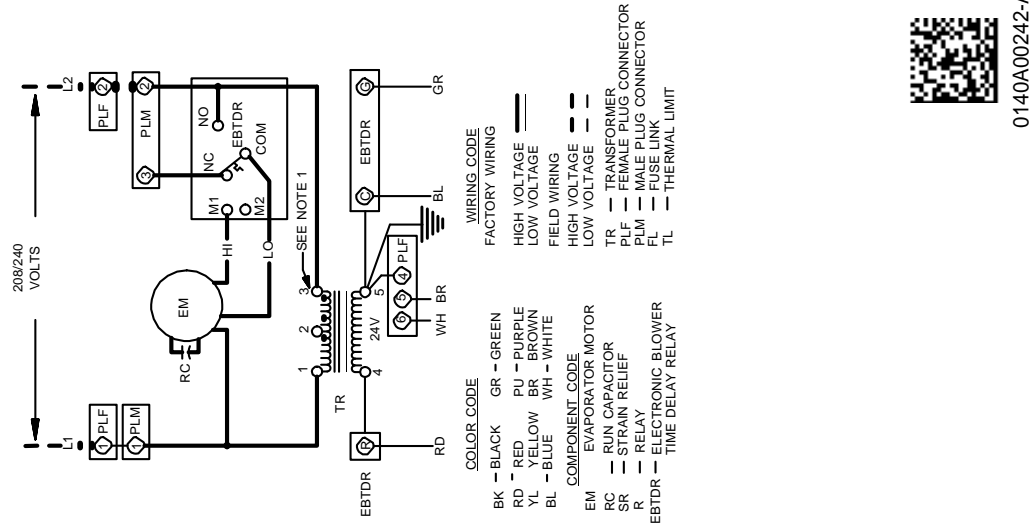 208/240
VOLTS
L1
L2
1
PLF
1
PLM
PLF
2
3
PLM
2
RC
EM
HI
LO
M1
M2
NC
NO
EBTDR
COM
SEE NOTE 1
1
2
3
TR
24V
4
5
EBTDR
R
RD
6
5
4
PLF
WH
BR
C
EBTDR
G
BL
GR
COLOR CODE
BK – BLACK GR - GREEN
RD - RED PU - PURPLE
YL YELLOW BR BROWN
BL – BLUE WH - WHITE
COMPONENT CODE
EM EVAPORATOR MOTOR
RC — RUN CAPACITOR
SR — STRAIN RELIEF
R — RELAY
EBTDR — ELECTRONIC BLOWER
TIME DELAY RELAY
WIRING CODE
FACTORY WIRING
HIGH VOLTAGE
LOW VOLTAGE
FIELD WIRING
HIGH VOLTAGE
LOW VOLTAGE
TR — TRANSFORMER
PLF — FEMALE PLUG CONNECTOR
PLM — MALE PLUG CONNECTOR
FL — FUSE LINK
TL — THERMAL LIMIT